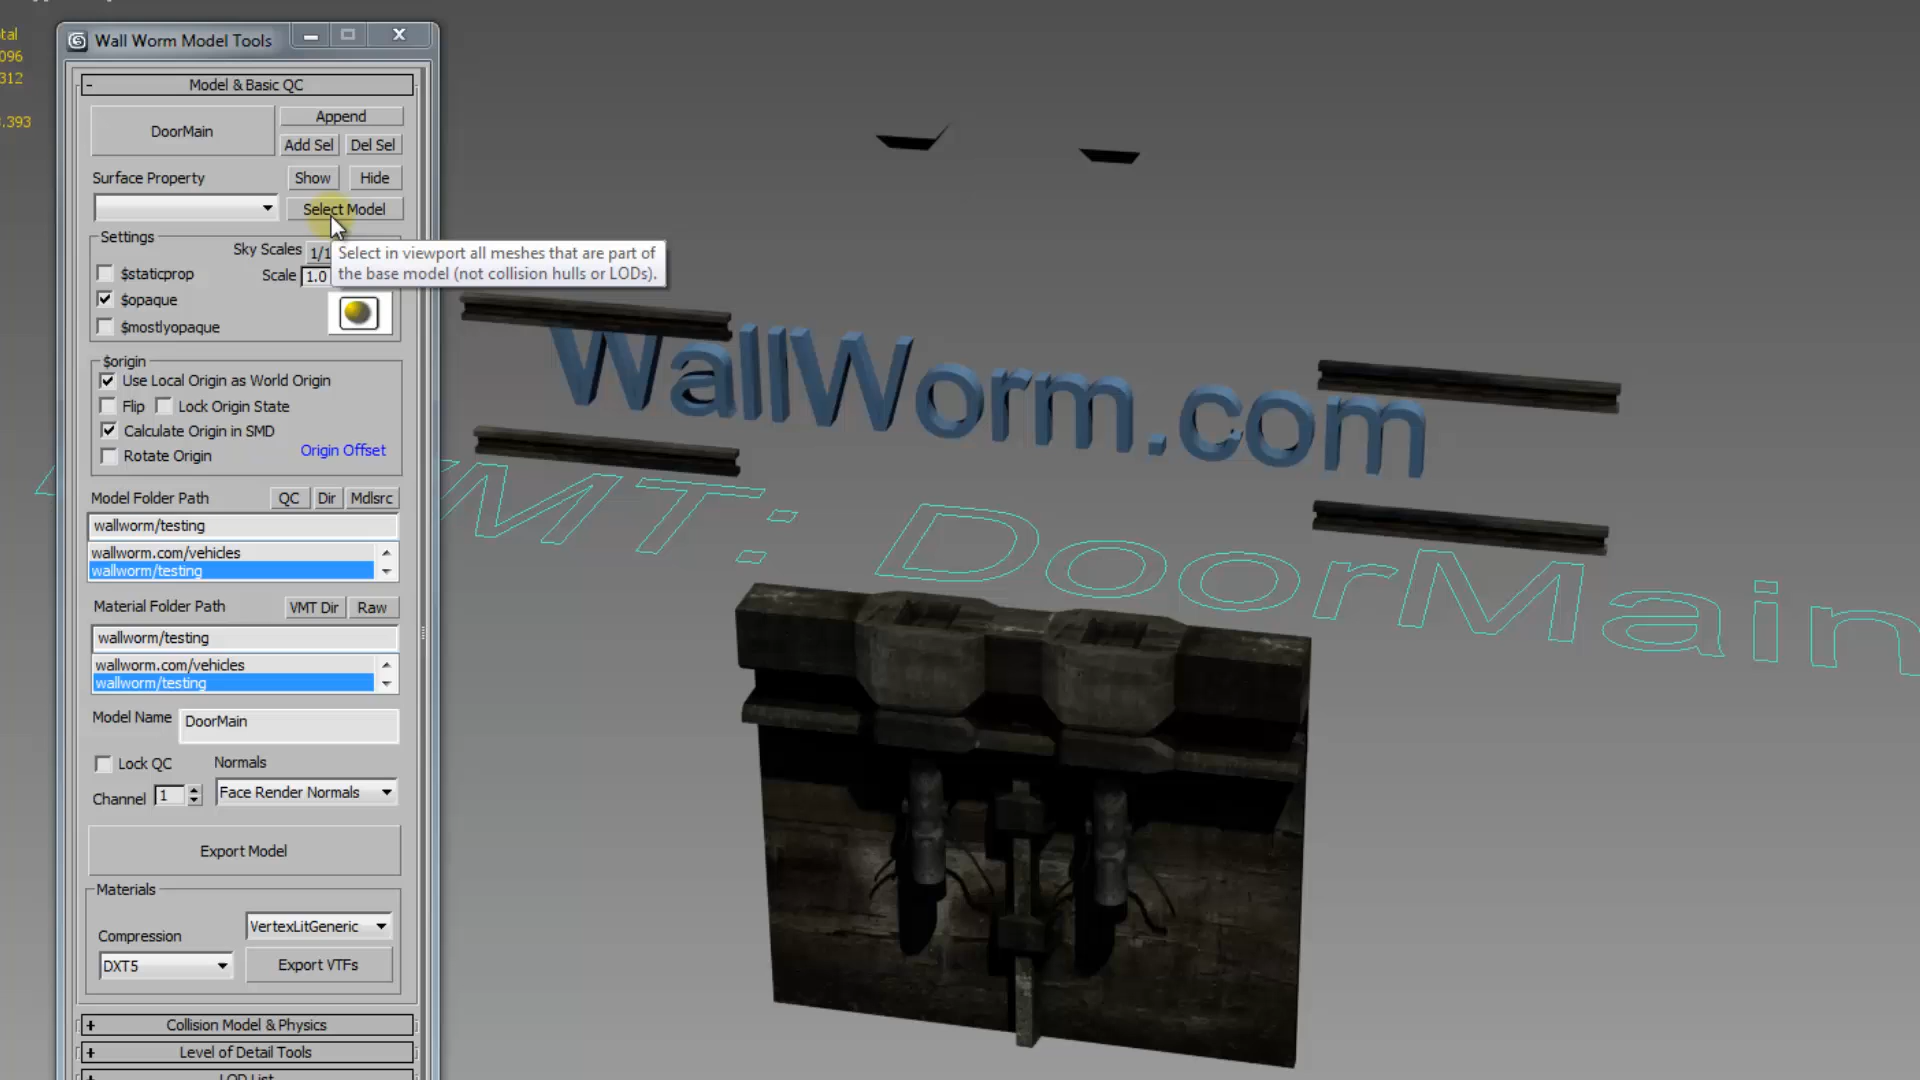 tal
096
312
.393
Wall Worm Model Tools
- Model & Basic QC
DoorMain
Append
Add Sel Del Sel
Surface Property Show Hide
Select Model
Settings
Sky Scales 1/1
$staticprop
Scale 1.0
Select in viewport all meshes that are part of
the base model (not collision hulls or LODs).
$opaque
$mostlyopaque
$origin
Use Local Origin as World Origin
Flip Lock Origin State
Calculate Origin in SMD
Rotate Origin Origin Offset
Model Folder Path QC Dir Mdlsrc
wallworm/testing
wallworm.com/vehicles
wallworm/testing
Material Folder Path VMT Dir Raw
wallworm/testing
wallworm.com/vehicles
wallworm/testing
Model Name DoorMain
Lock QC Normals
Channel 1 Face Render Normals
Export Model
Materials
VertexLitGeneric
Compression
DXT5 Export VTFs
+ Collision Model & Physics
+ Level of Detail Tools
+ LOD List
WallWorm.com
MT: DoorMain